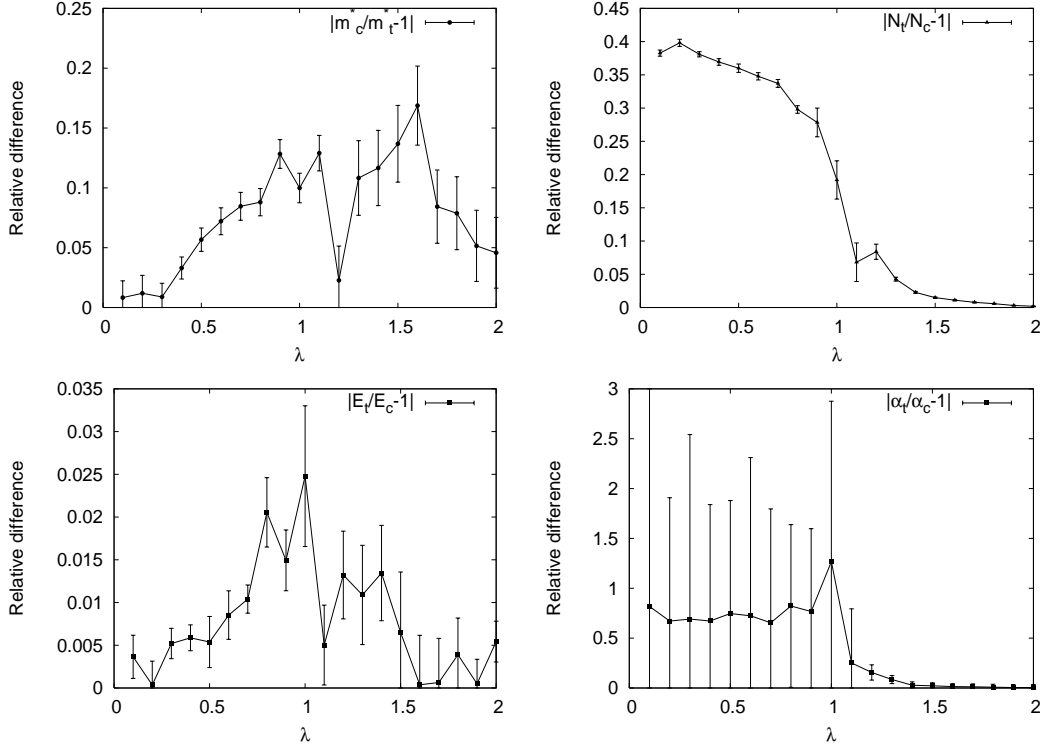 |m*c/m*t-1|
0.25
0.2
0.15
0.1
0.05
0
Relative difference
0 0.5 1 1.5 2
λ
|Nt/Nc-1|
0.45
0.4
0.35
0.3
0.25
0.2
0.15
0.1
0.05
0
Relative difference
0 0.5 1 1.5 2
λ
|Et/Ec-1|
0.035
0.03
0.025
0.02
0.015
0.01
0.005
0
Relative difference
0 0.5 1 1.5 2
λ
|αt/αc-1|
3
2.5
2
1.5
1
0.5
0
Relative difference
0 0.5 1 1.5 2
λ